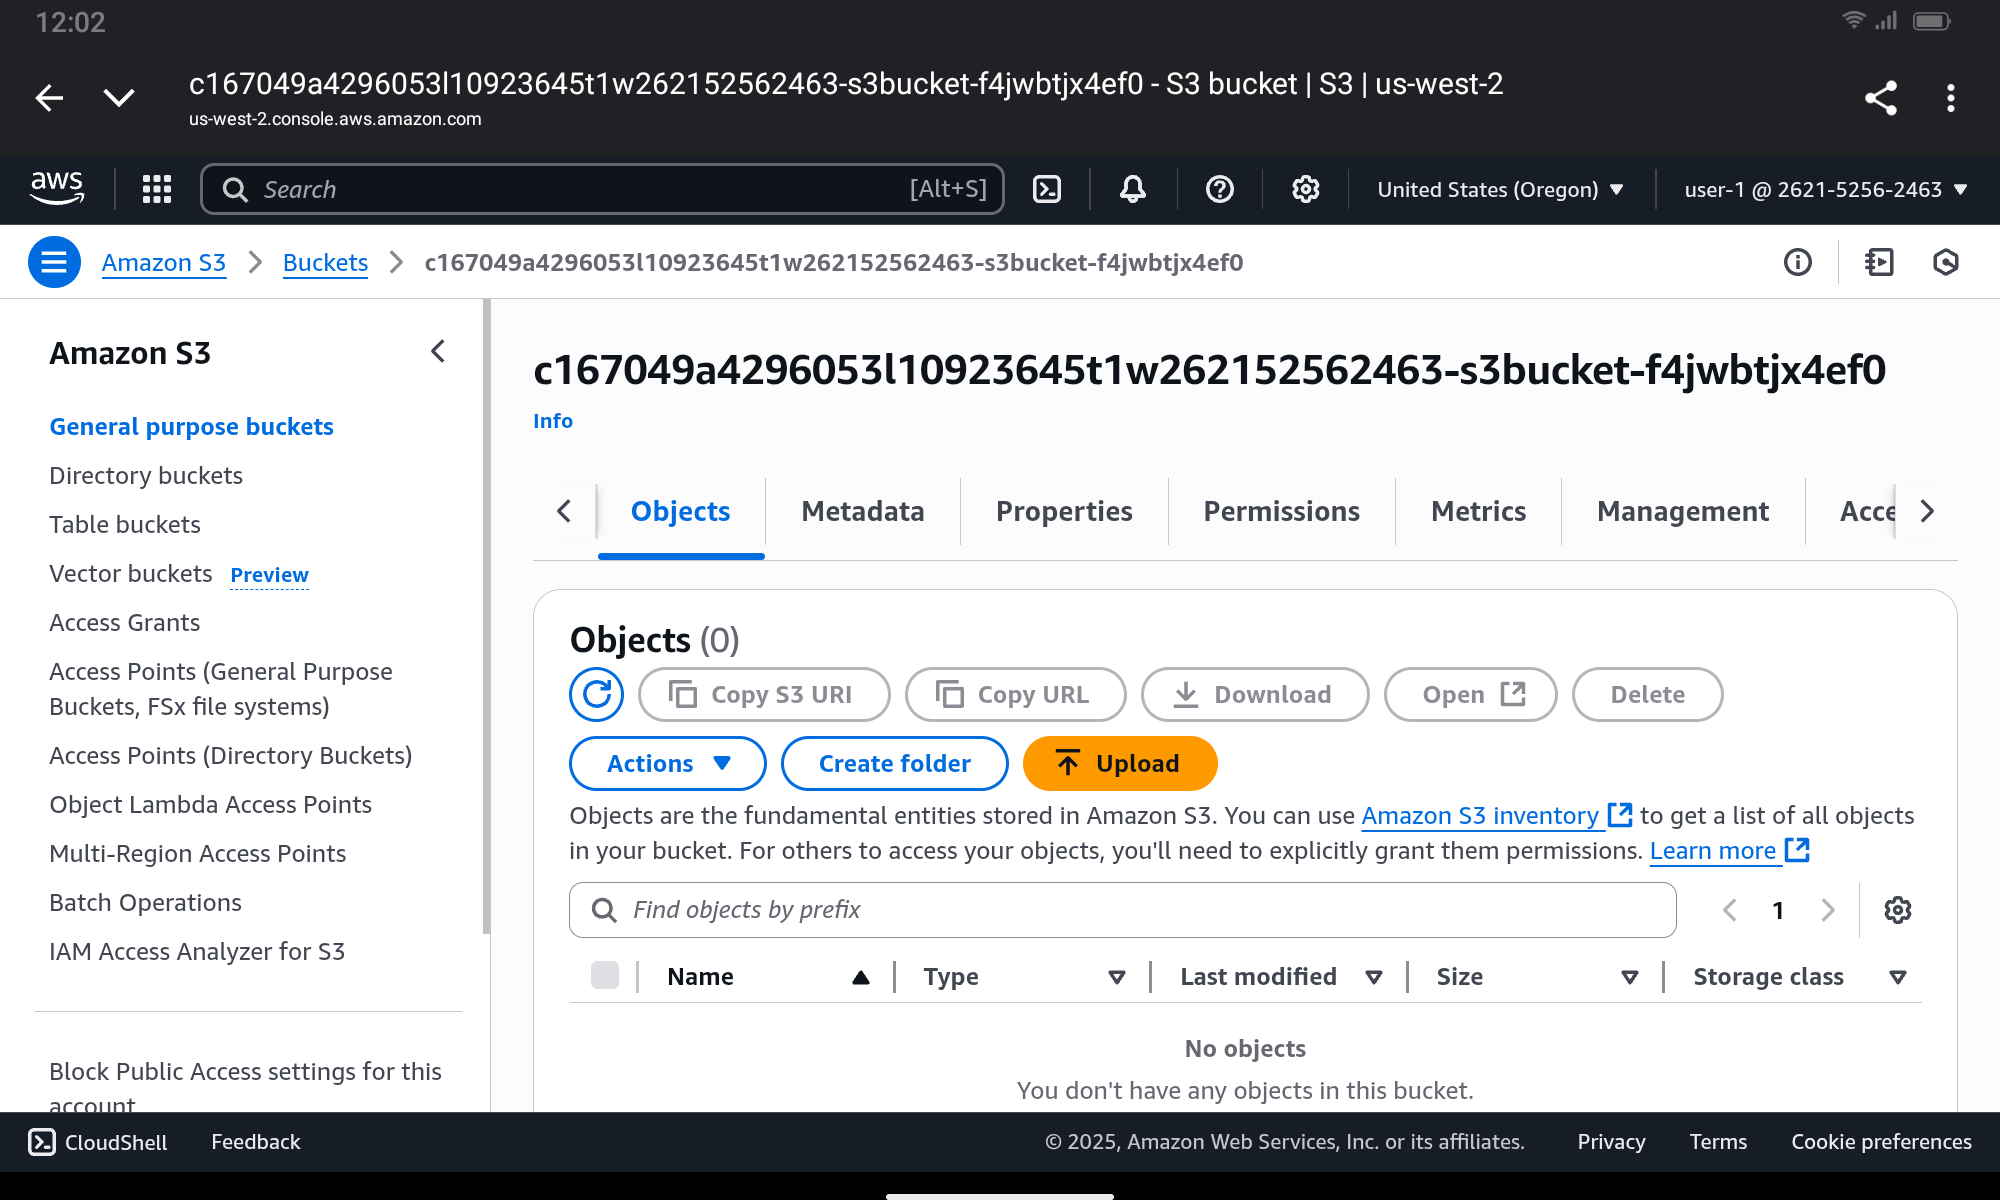 12:02
c167049a4296053l10923645t1w262152562463-s3bucket-f4jwbtjx4ef0 - S3 bucket | S3 | us-west-2
us-west-2.console.aws.amazon.com
aws
Search
[Alt+S]
United States (Oregon)
user-1 @ 2621-5256-2463
Amazon S3
Buckets
c167049a4296053l10923645t1w262152562463-s3bucket-f4jwbtjx4ef0
Amazon S3
General purpose buckets
Directory buckets
Table buckets
Vector buckets Preview
Access Grants
Access Points (General Purpose
Buckets, FSx file systems)
Access Points (Directory Buckets)
Object Lambda Access Points
Multi-Region Access Points
Batch Operations
IAM Access Analyzer for S3
Block Public Access settings for this
account
c167049a4296053l10923645t1w262152562463-s3bucket-f4jwbtjx4ef0
Info
Objects
Metadata
Properties
Permissions
Metrics
Management
Acce
Objects (0)
Copy S3 URI
Copy URL
Download
Open
Delete
Actions
Create folder
Upload
Objects are the fundamental entities stored in Amazon S3. You can use Amazon S3 inventory to get a list of all objects
in your bucket. For others to access your objects, you'll need to explicitly grant them permissions. Learn more
Find objects by prefix
1
Name
Type
Last modified
Size
Storage class
No objects
You don't have any objects in this bucket.
CloudShell
Feedback
© 2025, Amazon Web Services, Inc. or its affiliates.
Privacy
Terms
Cookie preferences